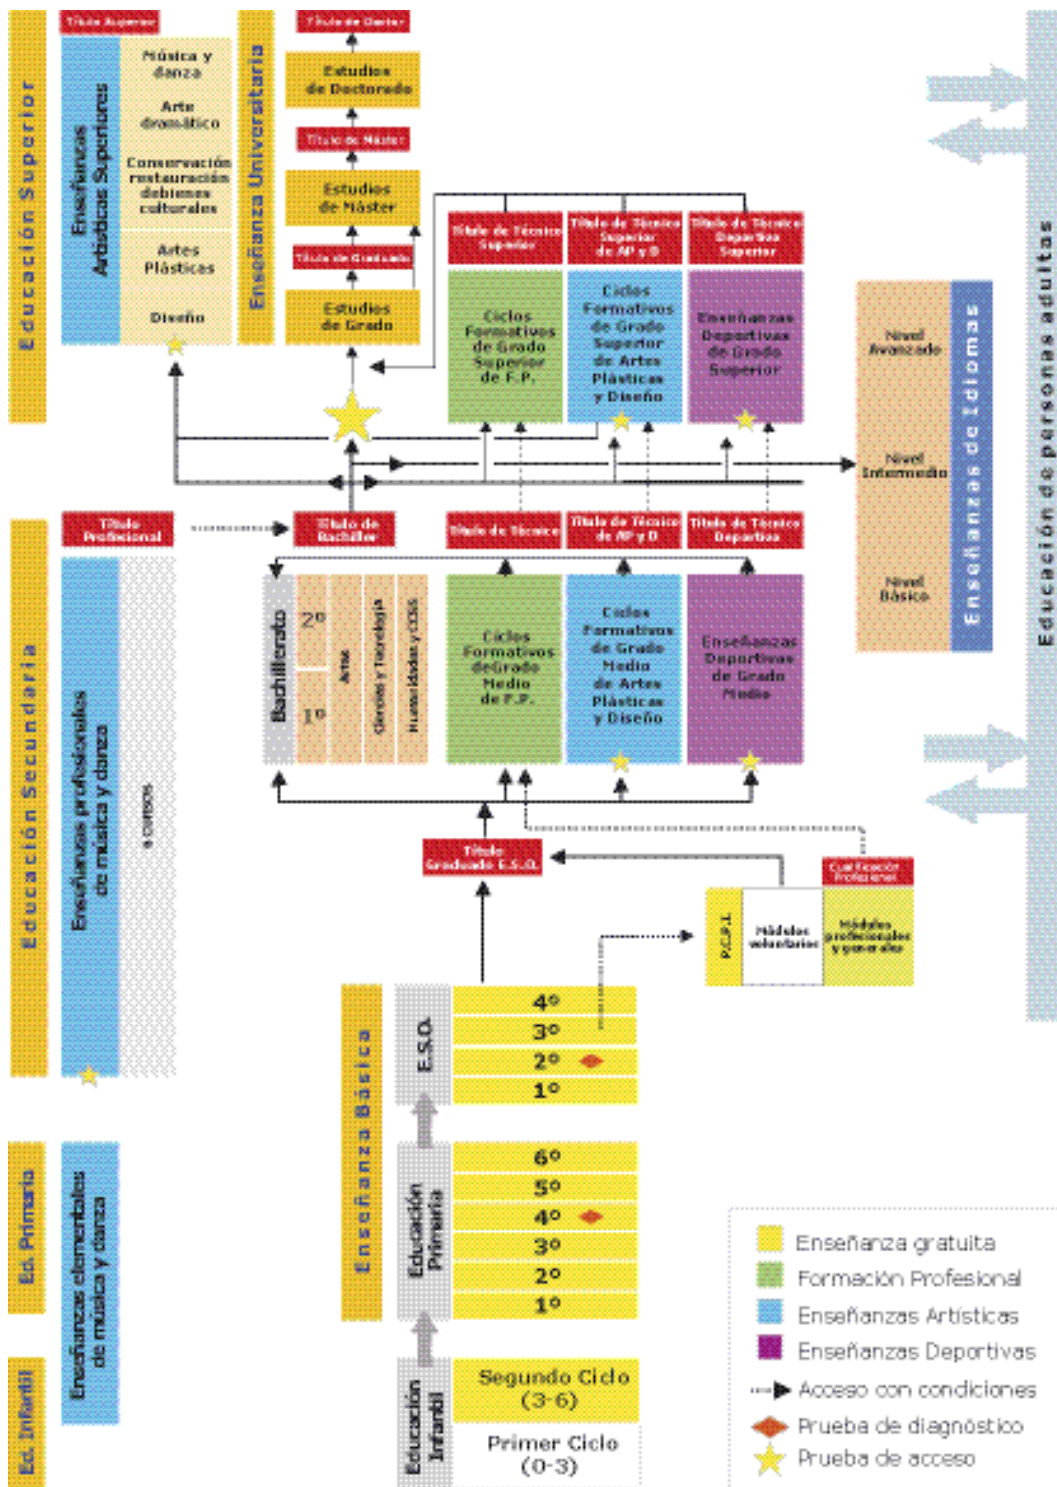 Educación Superior
Título Superior
Enseñanzas
Artísticas Superiores
Música y
danza
Arte
dramático
Conservación
restauración
debienes
culturales
Artes
Plásticas
Diseño
Enseñanza Universitaria
Título de Doctor
Estudios
de Doctorado
Título de Máster
Estudios
de Máster
Título de Graduado
Estudios
de Grado
Título de Técnico
Superior
Título de Técnico
Superior
de AP y D
Título de Técnico
Deportivo
Superior
Ciclos
Formativos
de Grado
Superior
de F.P.
Ciclos
Formativos
de Grado
Superior
de Artes
Plásticas
y Diseño
Enseñanzas
Deportivas
de Grado
Superior
Nivel
Avanzado
Nivel
Intermedio
Nivel
Básico
Enseñanzas de Idiomas
Educación de personas adultas
Educación Secundaria
Título
Profesional
Enseñanzas profesionales
de música y danza
6 CURSOS
Título de
Bachiller
Bachillerato
2º
1º
Artes
Ciencias y Tecnología
Humanidades y CCSS
Título de Técnico
Título de Técnico
de AP y D
Título de Técnico
Deportivo
Ciclos
Formativos
deGrado
Medio
de F.P.
Ciclos
Formativos
de Grado
Medio
de Artes
Plásticas
y Diseño
Enseñanzas
Deportivas
de Grado
Medio
Título
Graduado E.S.O.
Cualificación
Profesional
P.C.P.I.
Módulos
voluntarios
Módulos
profesionales
y generales
Enseñanza Básica
E.S.O.
4º
3º
2º
1º
Ed. Primaria
Enseñanzas elementales
de música y danza
Educación
Primaria
6º
5º
4º
3º
2º
1º
Ed. Infantil
Educación
Infantil
Segundo Ciclo
(3-6)
Primer Ciclo
(0-3)
Enseñanza gratuita
Formación Profesional
Enseñanzas Artísticas
Enseñanzas Deportivas
Acceso con condiciones
Prueba de diagnóstico
Prueba de acceso